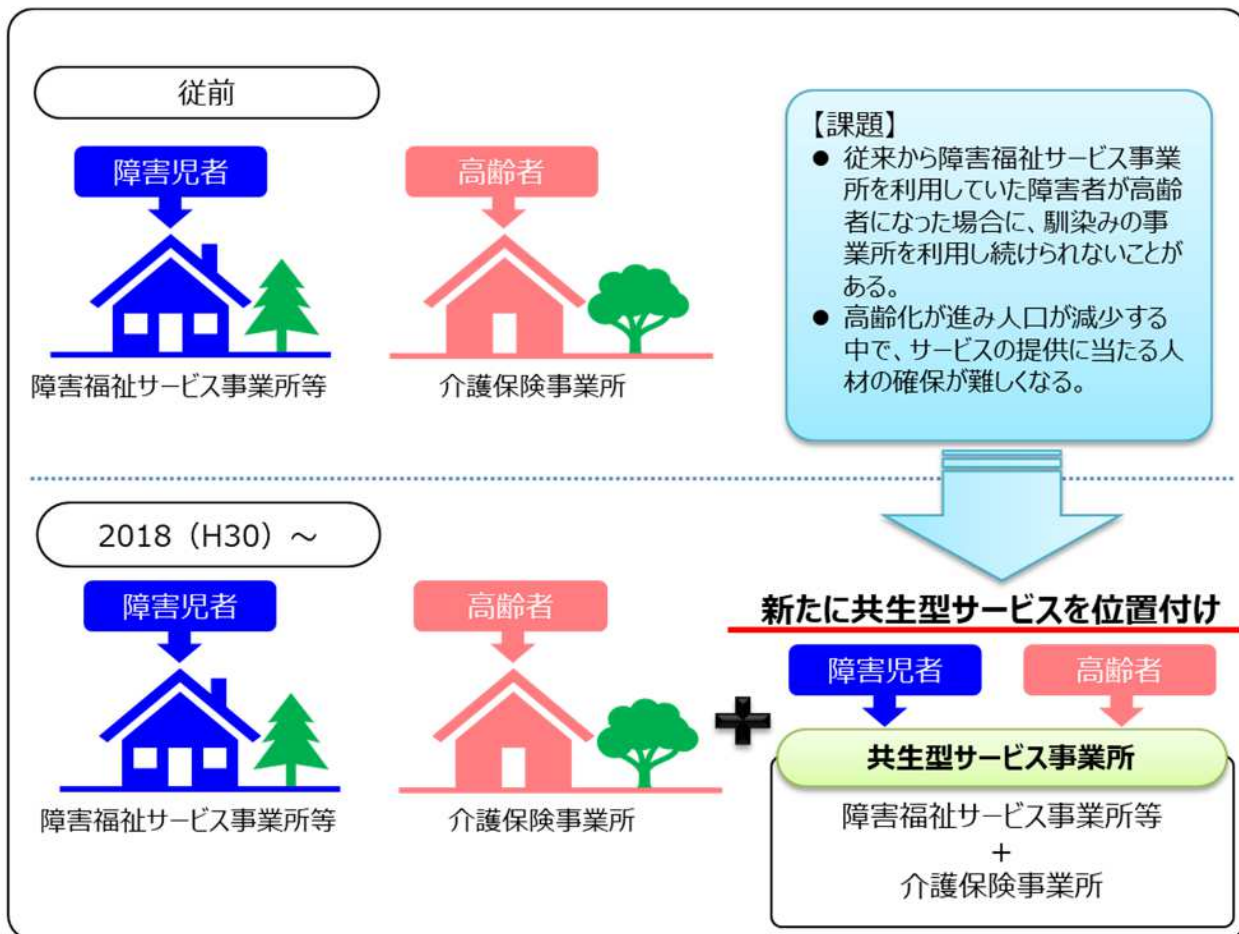 従前
障害児者
高齢者
障害福祉サービス事業所等
介護保険事業所
【課題】
● 従来から障害福祉サービス事業
所を利用していた障害者が高齢
者になった場合に、馴染みの事
業所を利用し続けられないことが
ある。
● 高齢化が進み人口が減少する
中で、サービスの提供に当たる人
材の確保が難しくなる。
2018（H30）～
障害児者
高齢者
障害福祉サービス事業所等
介護保険事業所
新たに共生型サービスを位置付け
障害児者
高齢者
共生型サービス事業所
障害福祉サービス事業所等
+
介護保険事業所